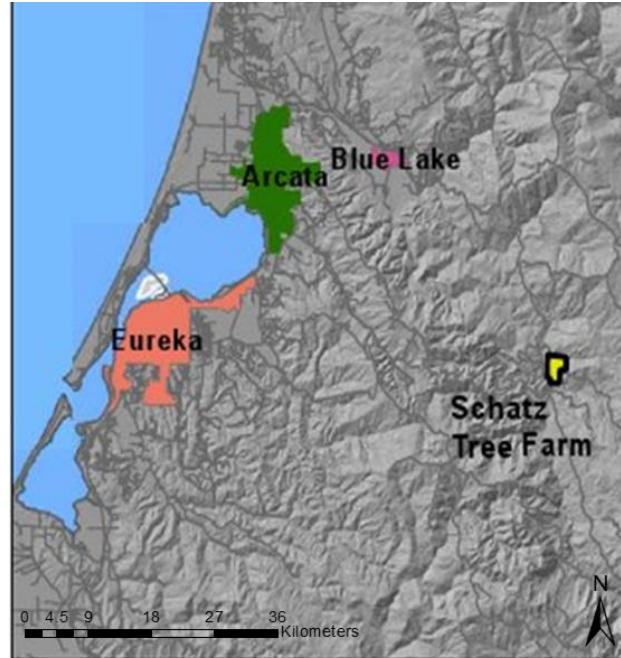 Blue Lake
Arcata
Eureka
Schatz
Tree Farm
N
0 4.5 9 18 27 36
Kilometers